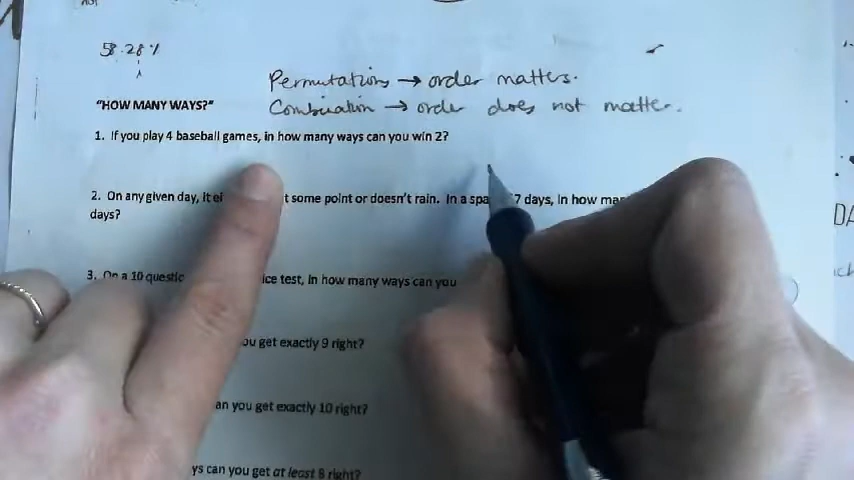 58.28%
Permutations → order matters.
"HOW MANY WAYS?" Combination → order does not matter.
1. If you play 4 baseball games, in how many ways can you win 2?
2. On any given day, it t some point or doesn't rain. In a spa 7 days, in how
days?
3. On a 10 ice test, in how many ways can you
ou get exactly 9 right?
an you get exactly 10 right?
ys can you get at least 8 right?